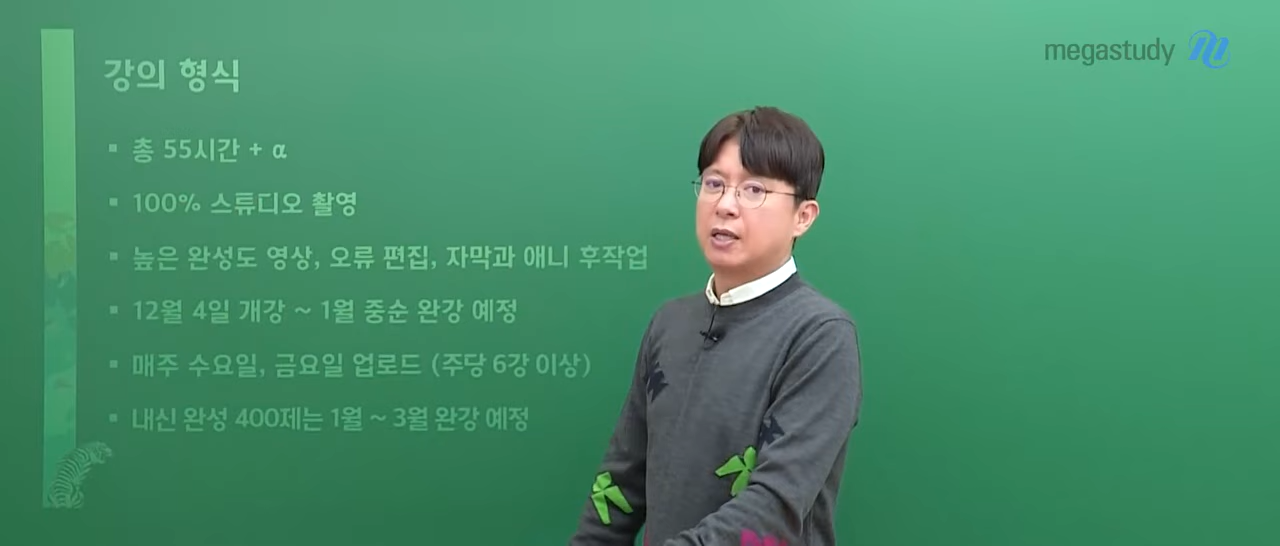 강의 형식
megastudy
총 55시간 + α
100% 스튜디오 촬영
높은 완성도 영상, 오류 편집, 자막과 애니 후작업
12월 4일 개강 ~ 1월 중순 완강 예정
매주 수요일, 금요일 업로드 (주당 6강 이상)
내신 완성 400제는 1월 ~ 3월 완강 예정